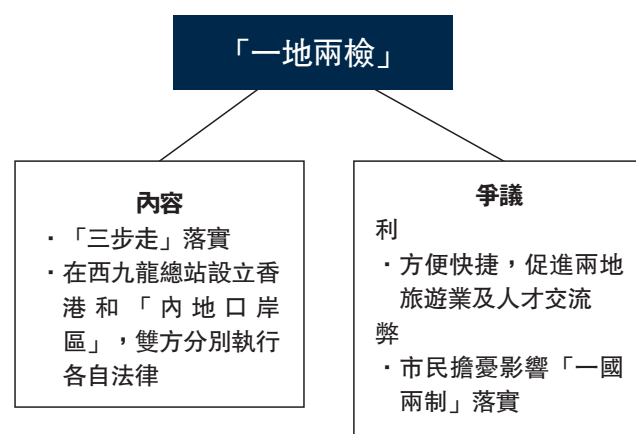 「一地兩檢」
內容
·「三步走」落實
·在西九龍總站設立香
港和「內地口岸
區」，雙方分別執行
各自法律
爭議
利
·方便快捷，促進兩地
旅遊業及人才交流
弊
·市民擔憂影響「一國
兩制」落實